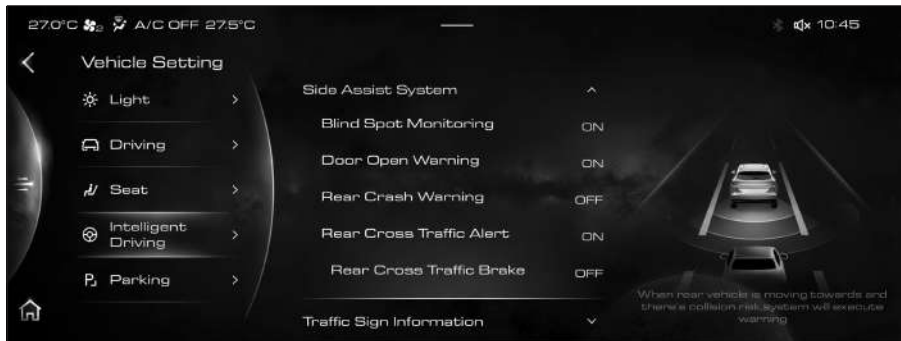 27.0°C 2 A/C OFF 27.5°C
10:45
Vehicle Setting
Light
Driving
Seat
Intelligent
Driving
Parking
Side Assist System
Blind Spot Monitoring ON
Door Open Warning ON
Rear Crash Warning OFF
Rear Cross Traffic Alert ON
Rear Cross Traffic Brake OFF
Traffic Sign Information
When rear vehicle is moving towards and
there a collision risk, system will execute
warning